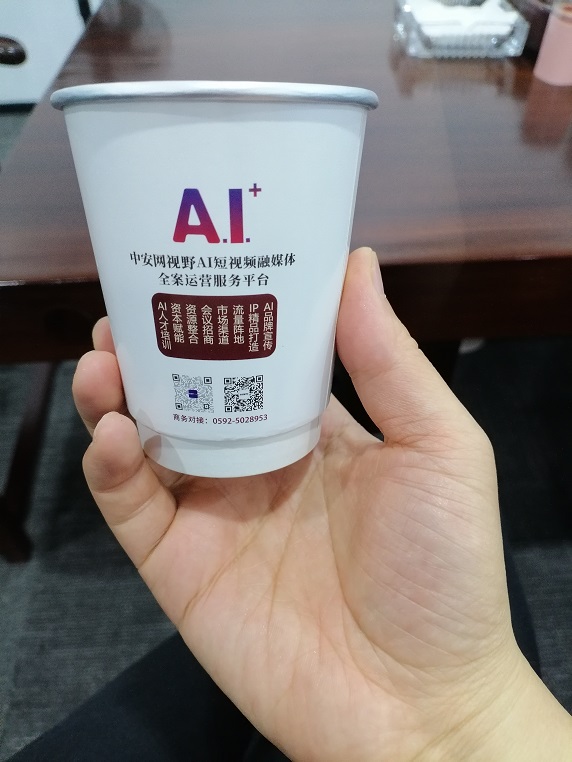 A.I.+
中安网视野AI短视频融媒体
全案运营服务平台
AI品牌宣传
IP精品打造
流量阵地
市场渠道
会议招商
资源整合
资本赋能
AI人才培训
商务对接：0592-5028953